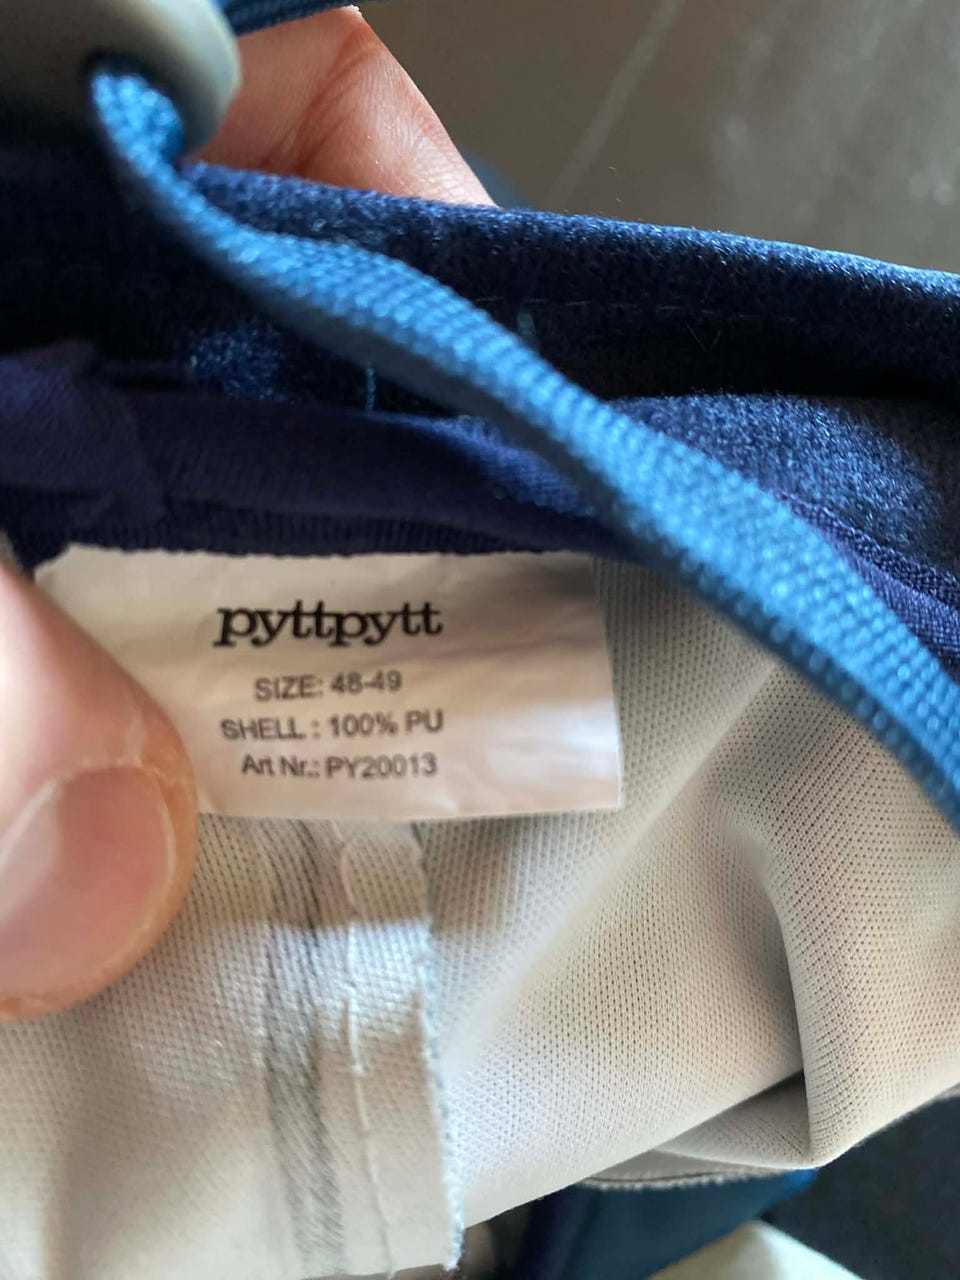 pyttpytt
SIZE: 48-49
SHELL : 100% PU
Art Nr.: PY20013